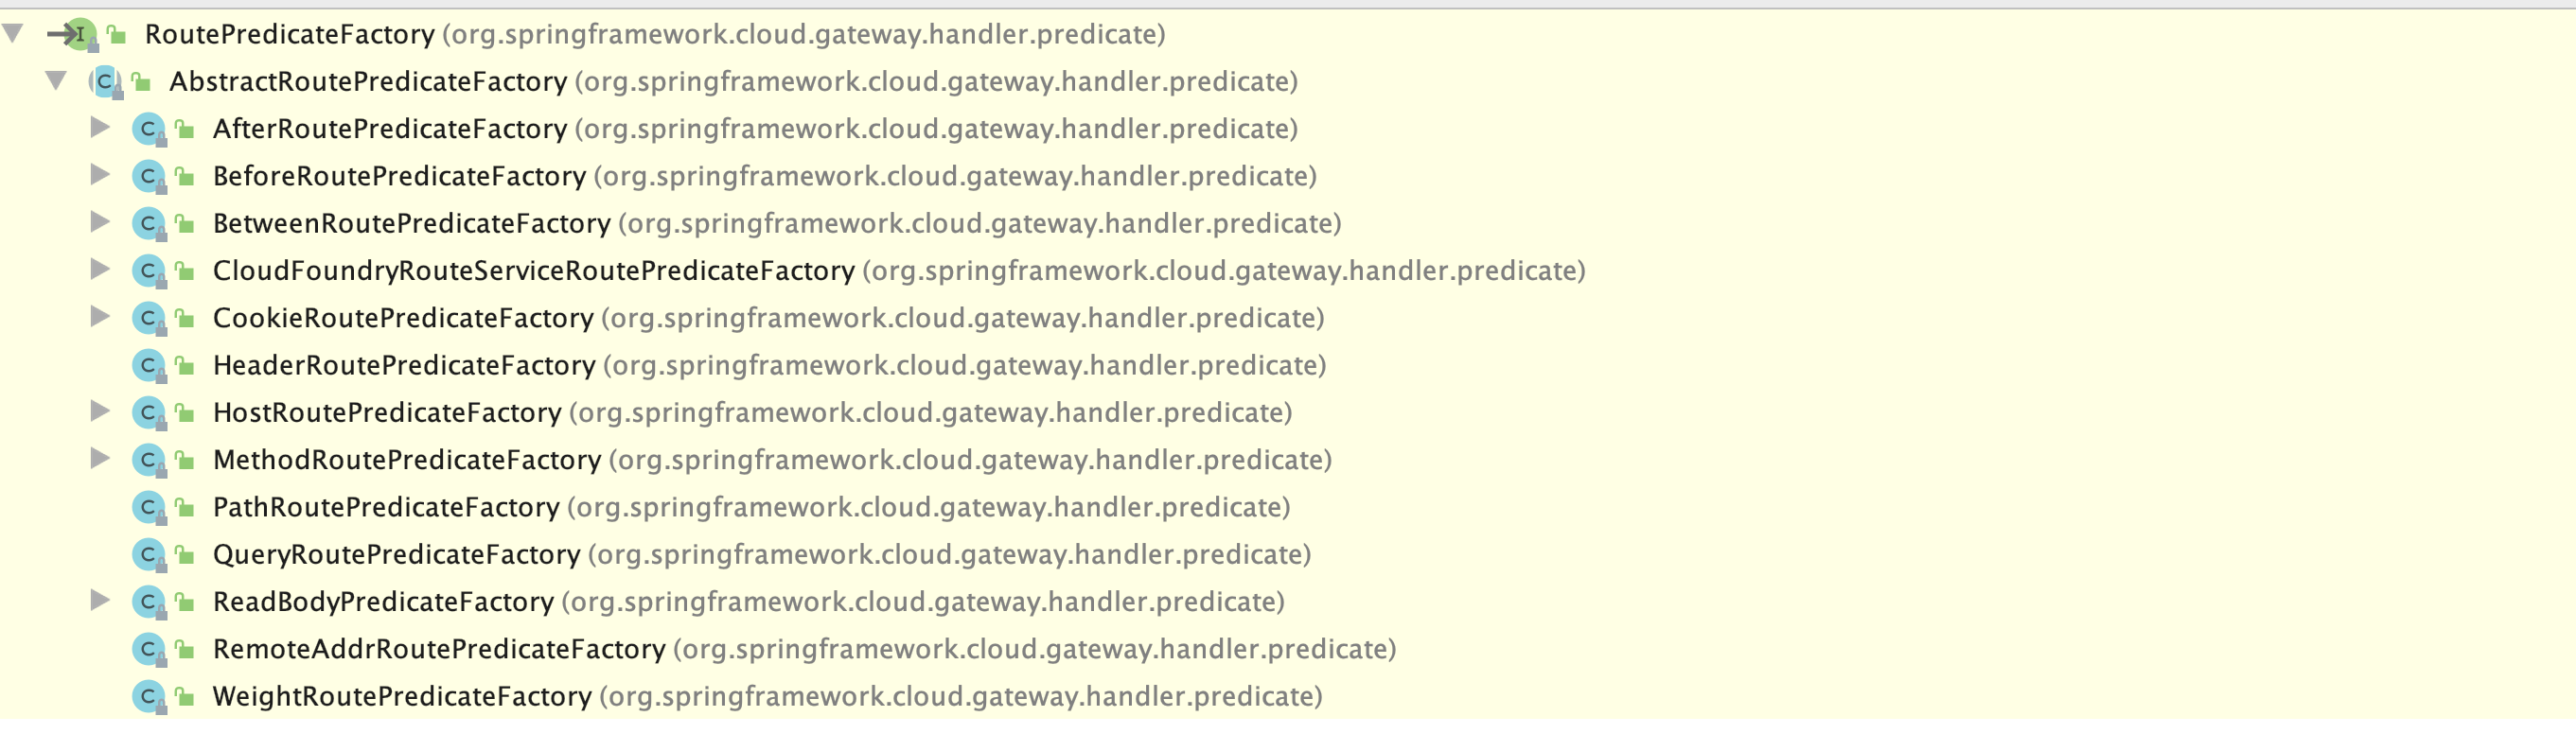 RoutePredicateFactory (org.springframework.cloud.gateway.handler.predicate)
AbstractRoutePredicateFactory (org.springframework.cloud.gateway.handler.predicate)
AfterRoutePredicateFactory (org.springframework.cloud.gateway.handler.predicate)
BeforeRoutePredicateFactory (org.springframework.cloud.gateway.handler.predicate)
BetweenRoutePredicateFactory (org.springframework.cloud.gateway.handler.predicate)
CloudFoundryRouteServiceRoutePredicateFactory (org.springframework.cloud.gateway.handler.predicate)
CookieRoutePredicateFactory (org.springframework.cloud.gateway.handler.predicate)
HeaderRoutePredicateFactory (org.springframework.cloud.gateway.handler.predicate)
HostRoutePredicateFactory (org.springframework.cloud.gateway.handler.predicate)
MethodRoutePredicateFactory (org.springframework.cloud.gateway.handler.predicate)
PathRoutePredicateFactory (org.springframework.cloud.gateway.handler.predicate)
QueryRoutePredicateFactory (org.springframework.cloud.gateway.handler.predicate)
ReadBodyPredicateFactory (org.springframework.cloud.gateway.handler.predicate)
RemoteAddrRoutePredicateFactory (org.springframework.cloud.gateway.handler.predicate)
WeightRoutePredicateFactory (org.springframework.cloud.gateway.handler.predicate)